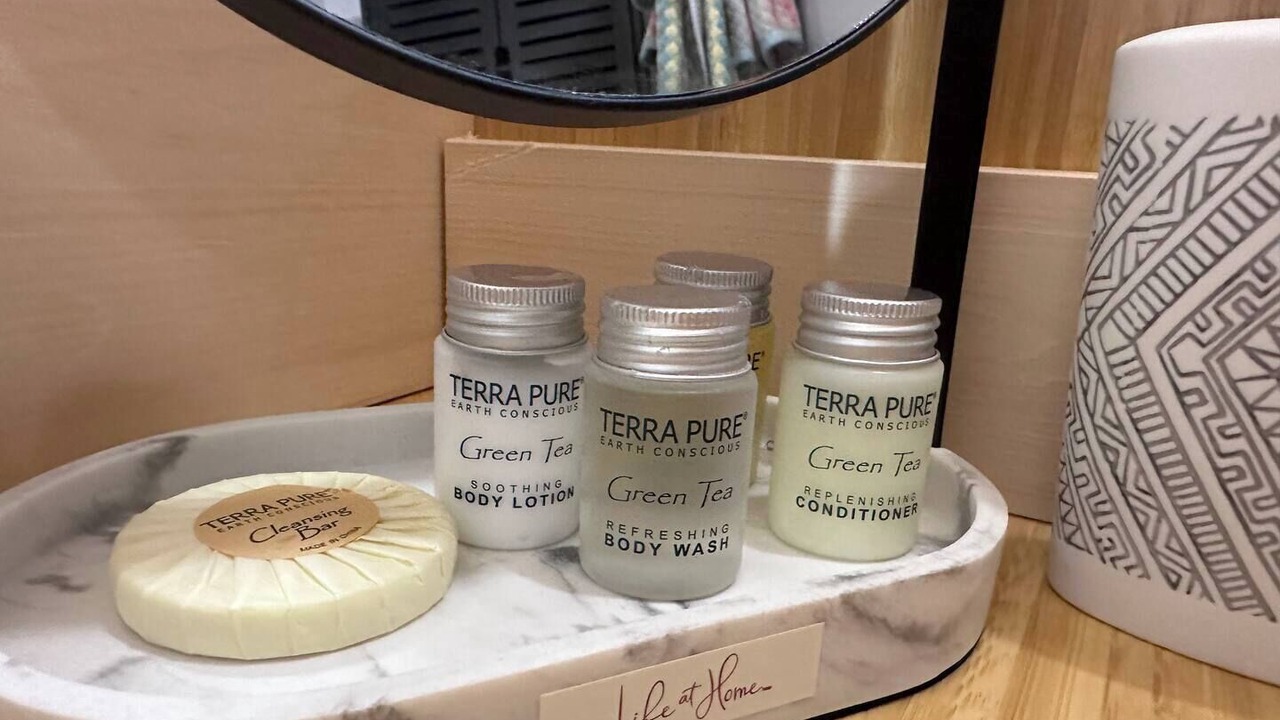 TERRA PURE®
EARTH CONSCIOUS
Cleansing
Bar
MADE IN CHINA
TERRA PURE®
EARTH CONSCIOUS
Green Tea
SOOTHING
BODY LOTION
TERRA PURE®
EARTH CONSCIOUS
Green Tea
REFRESHING
BODY WASH
TERRA PURE®
EARTH CONSCIOUS
Green Tea
REPLENISHING
CONDITIONER
Life at Home